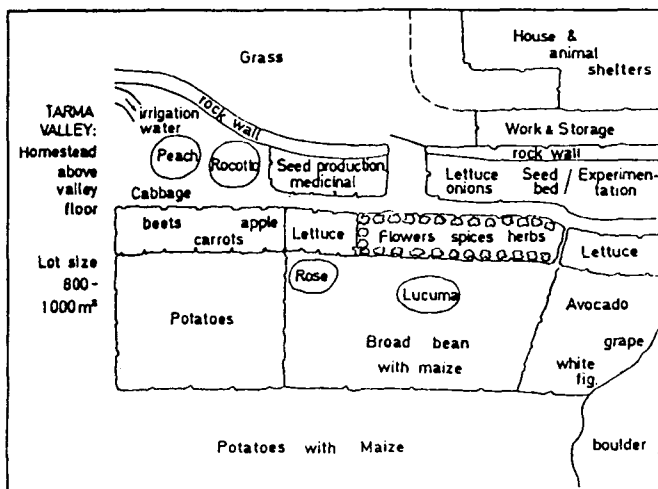 House &
animal
shelters
Grass
rock wall
TARMA
VALLEY:
Homestead
above
valley
floor
irrigation
water
Work & Storage
rock wall
Peach
Rocotic
Seed production
medicinal
Lettuce Seed / Experimen-
onions bed tation
Cabbage
beets apple
carrots
Lettuce
Flowers spices herbs
Lettuce
Lot size
800 -
1000 m²
Rose
Lucuma
Potatoes
Broad bean
with maize
Avocado
grape
white
fig.
Potatoes with Maize
boulder